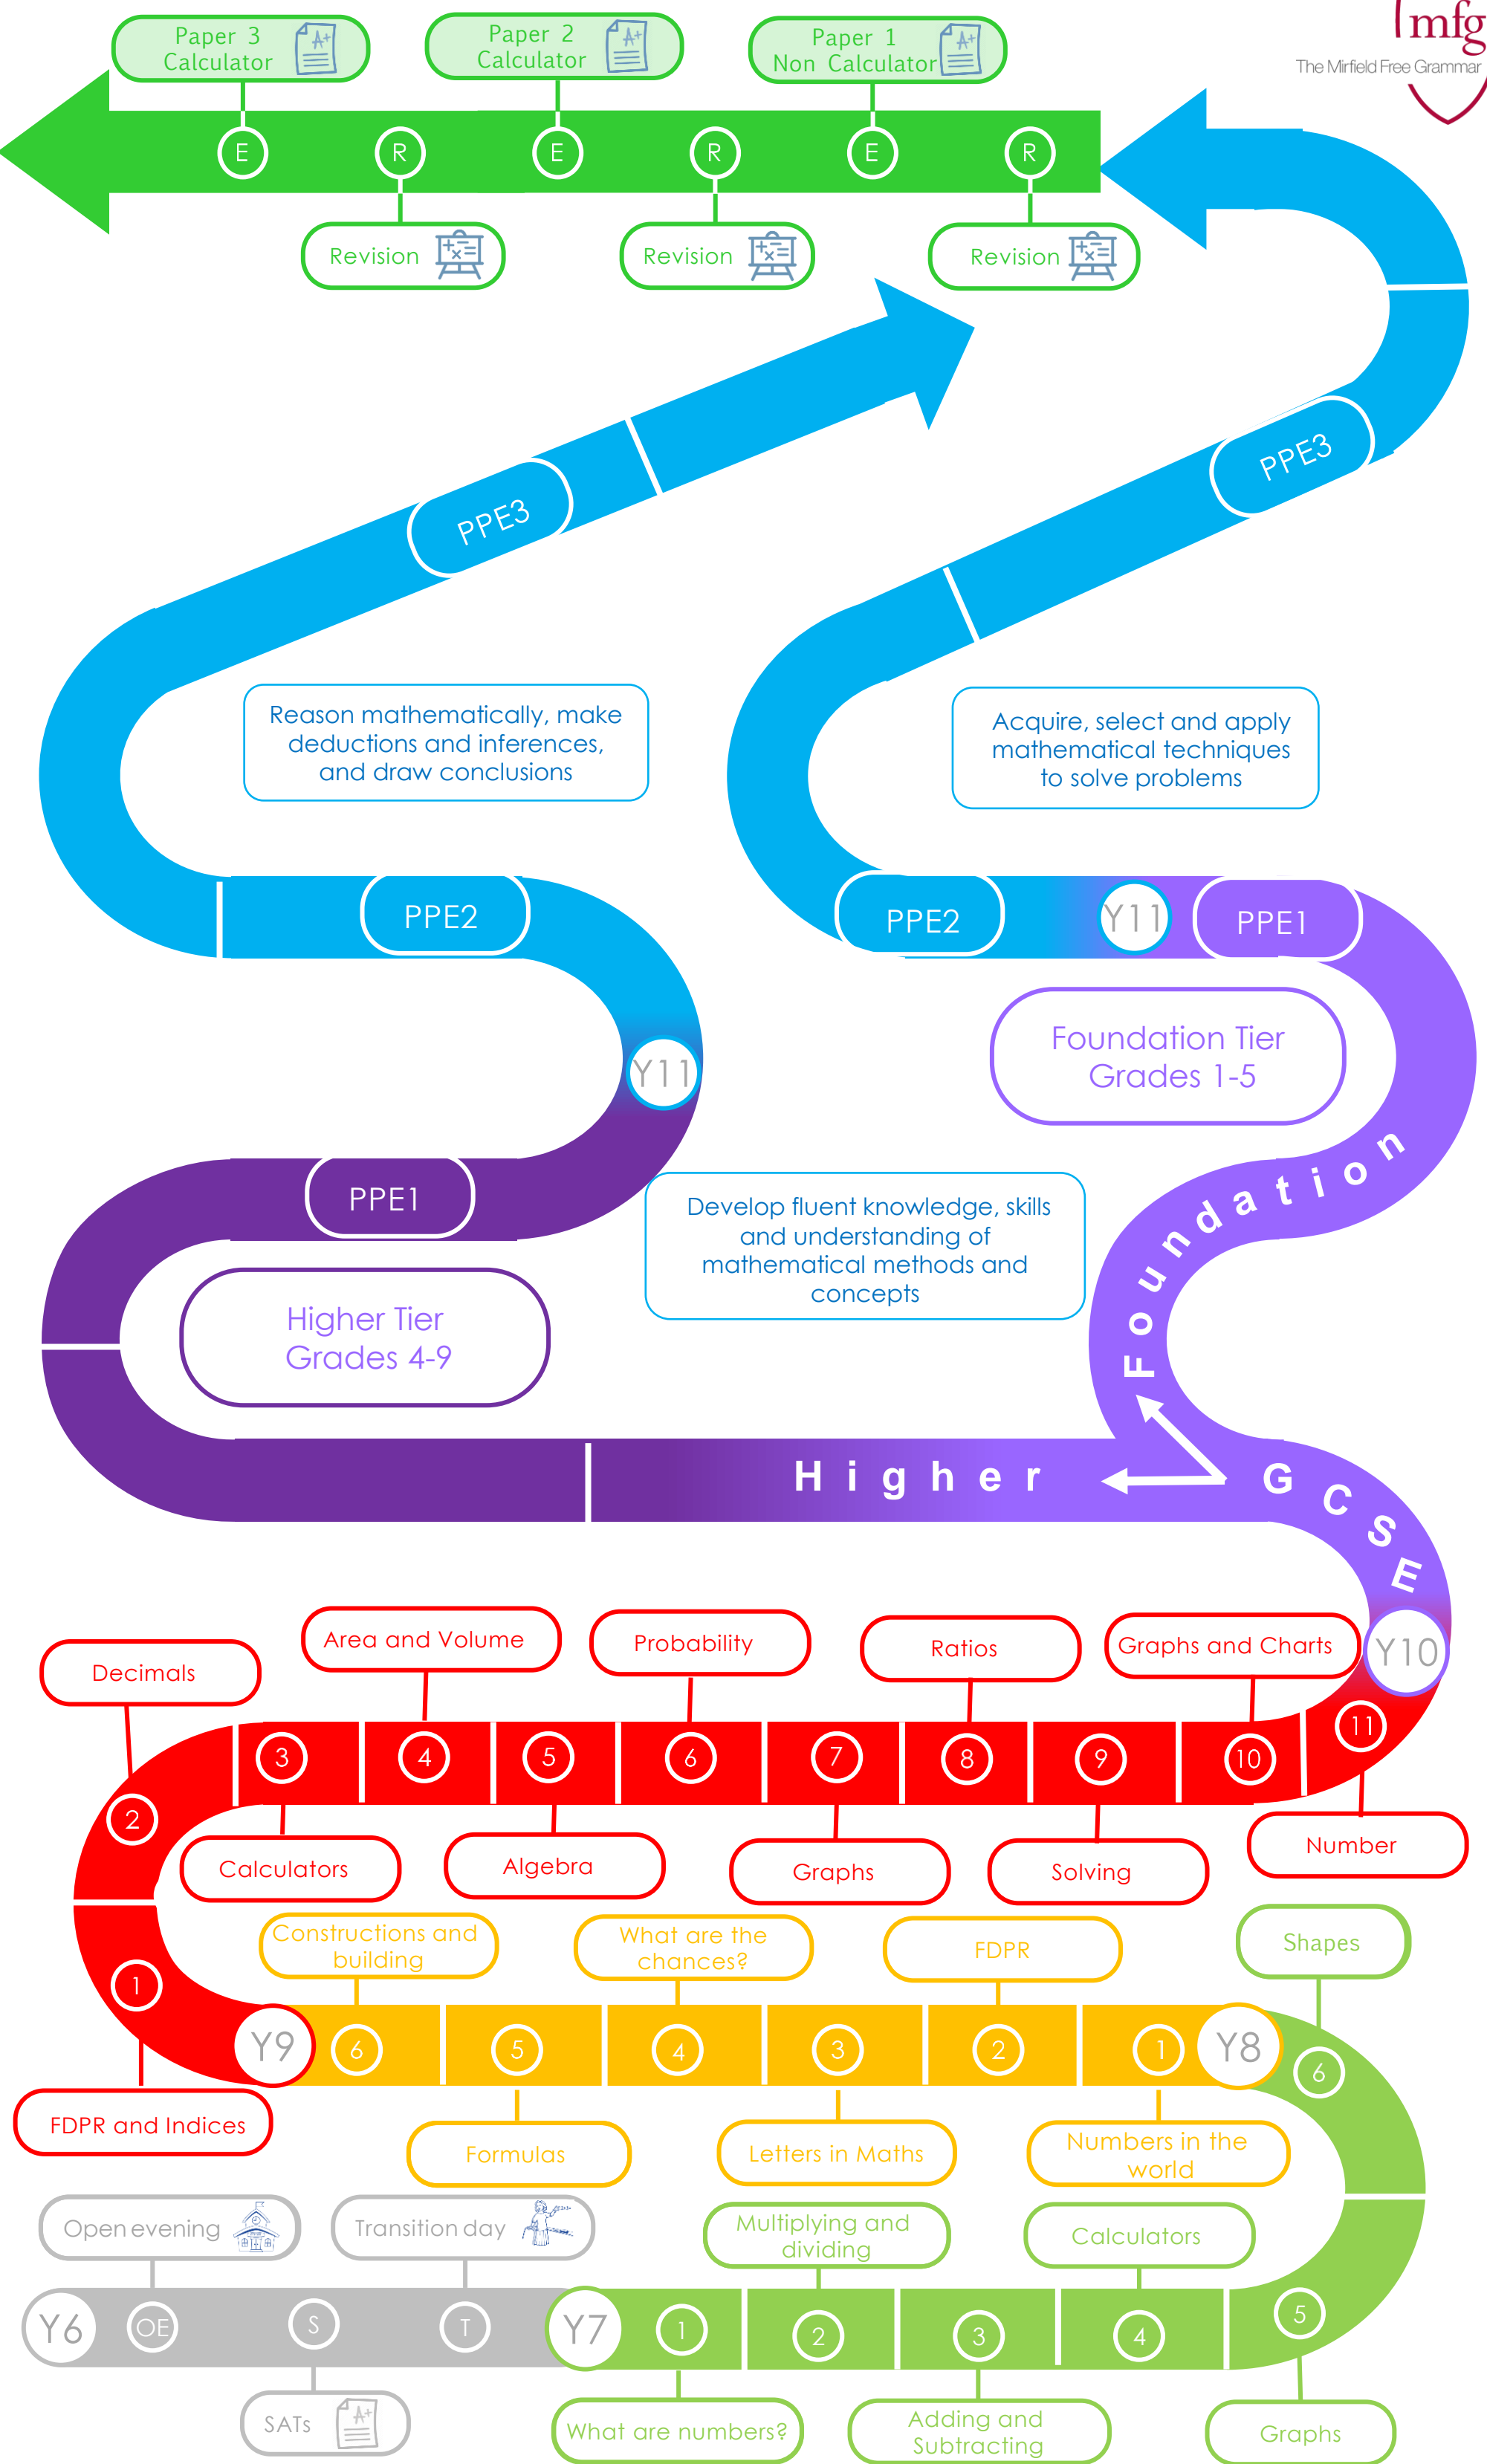 mfg
The Mirfield Free Grammar
Paper 3
Calculator
A+
Paper 2
Calculator
A+
Paper 1
Non Calculator
A+
E
R
E
R
E
R
Revision
Revision
Revision
PPE3
PPE3
Reason mathematically, make
deductions and inferences,
and draw conclusions
Acquire, select and apply
mathematical techniques
to solve problems
PPE2
PPE2
Y11
PPE1
Foundation Tier
Grades 1-5
Y11
PPE1
Develop fluent knowledge, skills
and understanding of
mathematical methods and
concepts
Foundation
Higher Tier
Grades 4-9
Higher
GCSE
Y10
Decimals
Area and Volume
Probability
Ratios
Graphs and Charts
11
2
3
4
5
6
7
8
9
10
Calculators
Algebra
Graphs
Solving
Number
1
Constructions and
building
What are the
chances?
FDPR
Shapes
Y9
6
5
4
3
2
1
Y8
6
FDPR and Indices
Formulas
Letters in Maths
Numbers in the
world
Open evening
Transition day
Multiplying and
dividing
Calculators
Y6
OE
S
T
Y7
1
2
3
4
5
SATs
A+
What are numbers?
Adding and
Subtracting
Graphs